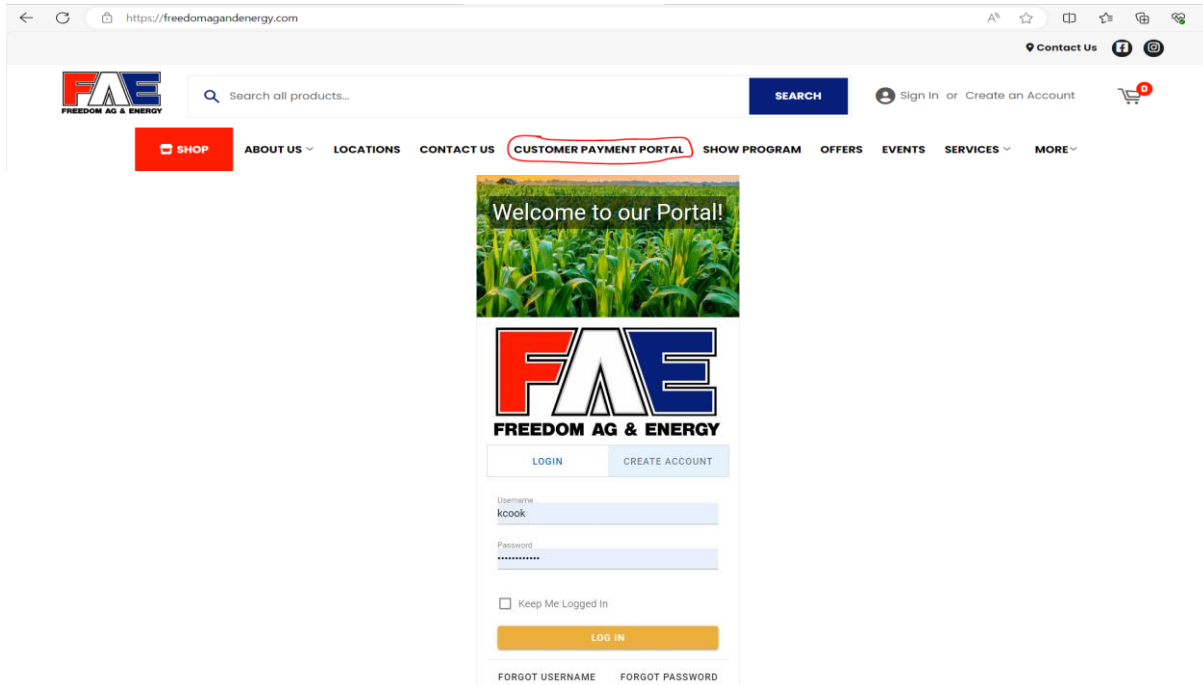 https://freedomagandenergy.com
Contact Us
FAE
FREEDOM AG & ENERGY
Search all products...
SEARCH
Sign In or Create an Account
0
SHOP ABOUT US LOCATIONS CONTACT US CUSTOMER PAYMENT PORTAL SHOW PROGRAM OFFERS EVENTS SERVICES MORE
Welcome to our Portal!
FAE
FREEDOM AG & ENERGY
LOGIN CREATE ACCOUNT
Username
kcook
Password
••••••••••••
Keep Me Logged In
LOG IN
FORGOT USERNAME FORGOT PASSWORD